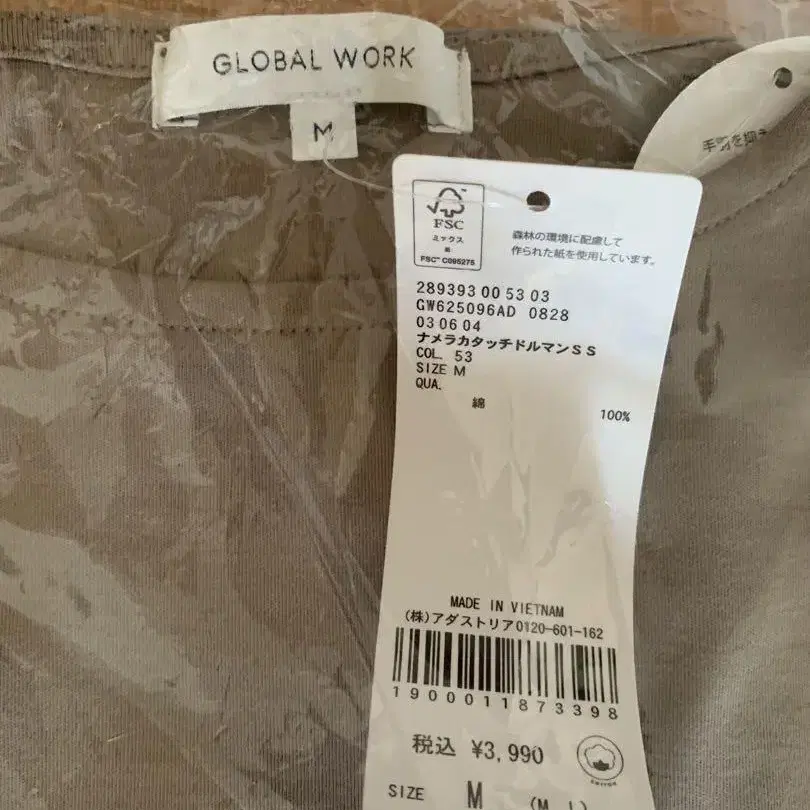 GLOBAL WORK
M
FSC
ミックス
紙
FSC™ C095275
森林の環境に配慮して
作られた紙を使用しています。
289393 00 53 03
GW625096AD 0828
03 06 04
ナメラカタッチドルマンSS
COL. 53
SIZE M
QUA.
綿 100%
MADE IN VIETNAM
(株)アダストリア0120-601-162
1900011873398
税込 ¥3,990
COTTON
SIZE M (M L)